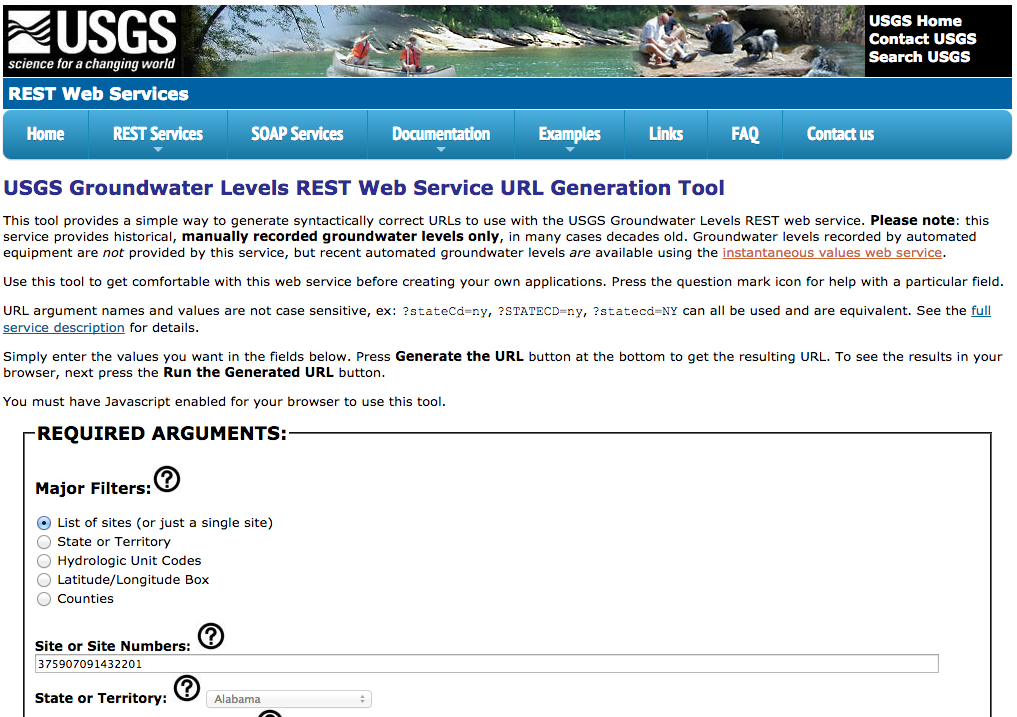 USGS
science for a changing world
USGS Home
Contact USGS
Search USGS
REST Web Services
Home REST Services SOAP Services Documentation Examples Links FAQ Contact us
USGS Groundwater Levels REST Web Service URL Generation Tool
This tool provides a simple way to generate syntactically correct URLs to use with the USGS Groundwater Levels REST web service. Please note: this
service provides historical, manually recorded groundwater levels only, in many cases decades old. Groundwater levels recorded by automated
equipment are not provided by this service, but recent automated groundwater levels are available using the instantaneous values web service.
Use this tool to get comfortable with this web service before creating your own applications. Press the question mark icon for help with a particular field.
URL argument names and values are not case sensitive, ex: ?stateCd=ny, ?STATECD=ny, ?statecd=NY can all be used and are equivalent. See the full
service description for details.
Simply enter the values you want in the fields below. Press Generate the URL button at the bottom to get the resulting URL. To see the results in your
browser, next press the Run the Generated URL button.
You must have Javascript enabled for your browser to use this tool.
REQUIRED ARGUMENTS:
Major Filters: ?
List of sites (or just a single site)
State or Territory
Hydrologic Unit Codes
Latitude/Longitude Box
Counties
Site or Site Numbers: ?
375907091432201
State or Territory: ? Alabama